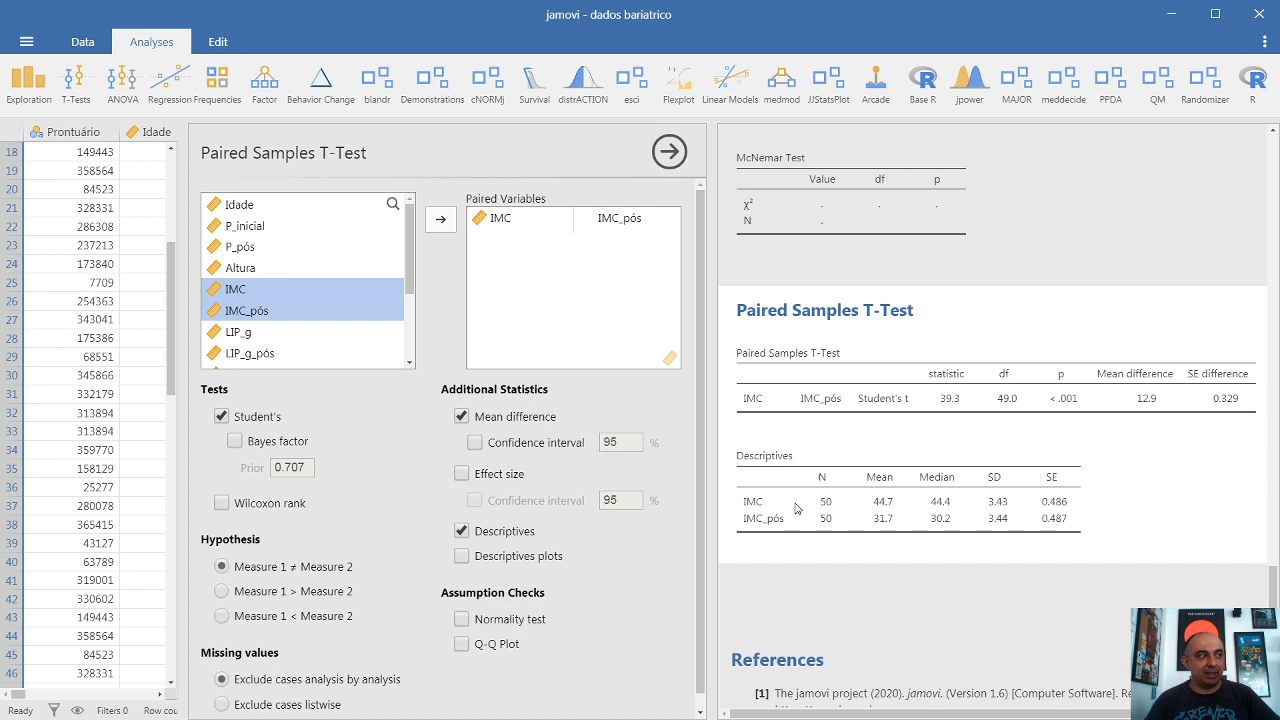 jamovi - dados bariatrico
Data Analyses Edit
Exploration T-Tests ANOVA Regression Frequencies Factor Behavior Change blandr Demonstrations cNORMj Survival distrACTION esci Flexplot Linear Models medmod JJStatsPlot Arcade Base R jpower MAJOR meddecide PPDA QM Randomizer R
Prontuário Idade
18 149443
19 358564
20 84523
21 328331
22 286308
23 237213
24 173840
25 7709
26 254363
27 343041
28 175386
29 68551
30 345866
31 332179
32 313894
33 313894
34 359770
35 158129
36 25277
37 280078
38 365415
39 43127
40 63789
41 319001
42 330602
43 149443
44 358564
45 84523
46 328331
Ready Filters 0 Row cou
Paired Samples T-Test
Idade
P_inicial
P_pós
Altura
IMC
IMC_pós
LIP_g
LIP_g_pós
Paired Variables
IMC IMC_pós
Tests
Student's
Bayes factor
Prior 0.707
Wilcoxon rank
Hypothesis
Measure 1 ≠ Measure 2
Measure 1 > Measure 2
Measure 1 < Measure 2
Missing values
Exclude cases analysis by analysis
Exclude cases listwise
Additional Statistics
Mean difference
Confidence interval 95 %
Effect size
Confidence interval 95 %
Descriptives
Descriptives plots
Assumption Checks
Normality test
Q-Q Plot
McNemar Test
Value df p
χ² . . .
N .
Paired Samples T-Test
Paired Samples T-Test
statistic df p Mean difference SE difference
IMC IMC_pós Student's t 39.3 49.0 < .001 12.9 0.329
Descriptives
N Mean Median SD SE
IMC 50 44.7 44.4 3.43 0.486
IMC_pós 50 31.7 30.2 3.44 0.487
References
[1] The jamovi project (2020). jamovi. (Version 1.6) [Computer Software]. Re